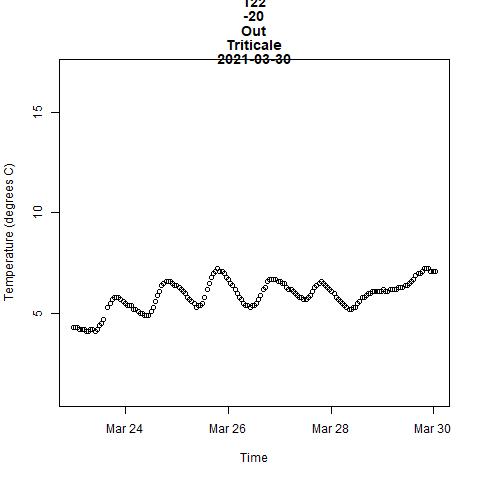 122
-20
Out
Triticale
2021-03-30
15
10
5
Temperature (degrees C)
Mar 24
Mar 26
Mar 28
Mar 30
Time